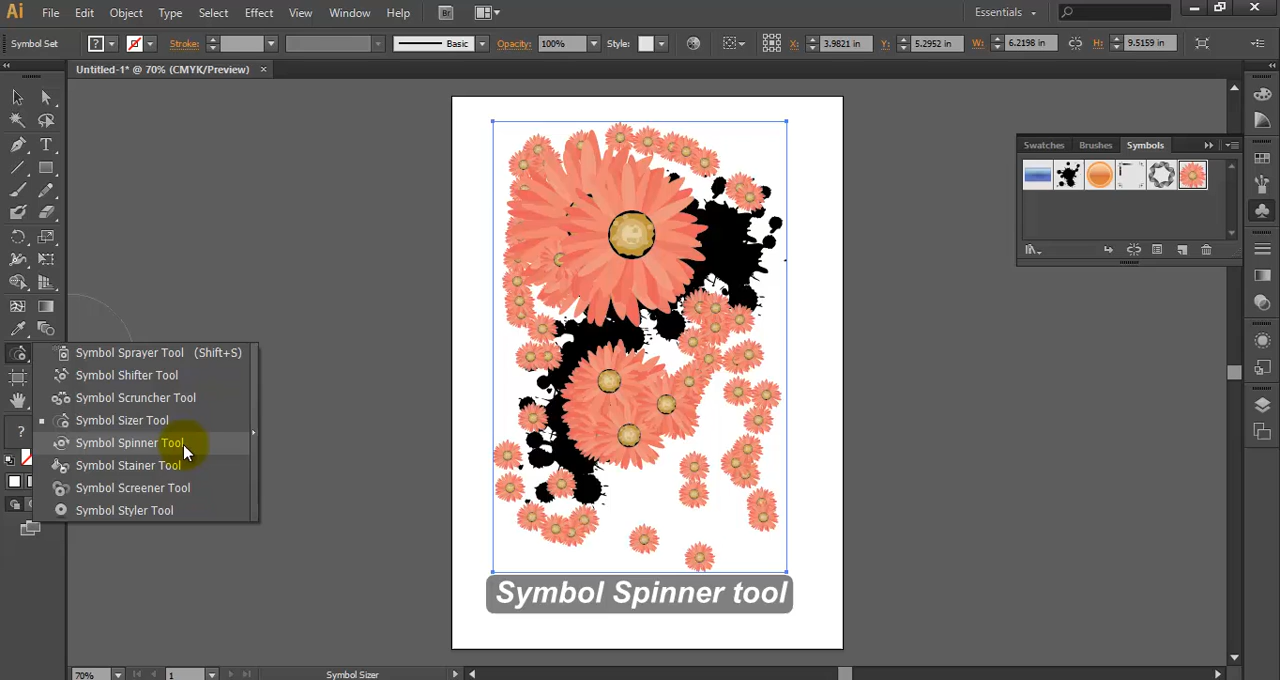 Ai File Edit Object Type Select Effect View Window Help Br Essentials
Symbol Set ? Stroke: Basic Opacity: 100% Style: X: 3.9821 in Y: 5.2952 in W: 6.2198 in H: 9.5159 in
Untitled-1* @ 70% (CMYK/Preview) ×
Swatches Brushes Symbols
T
Symbol Sprayer Tool (Shift+S)
Symbol Shifter Tool
Symbol Scruncher Tool
Symbol Sizer Tool
?
Symbol Spinner Tool
Symbol Stainer Tool
Symbol Screener Tool
Symbol Styler Tool
Symbol Spinner tool
70% 1 Symbol Sizer